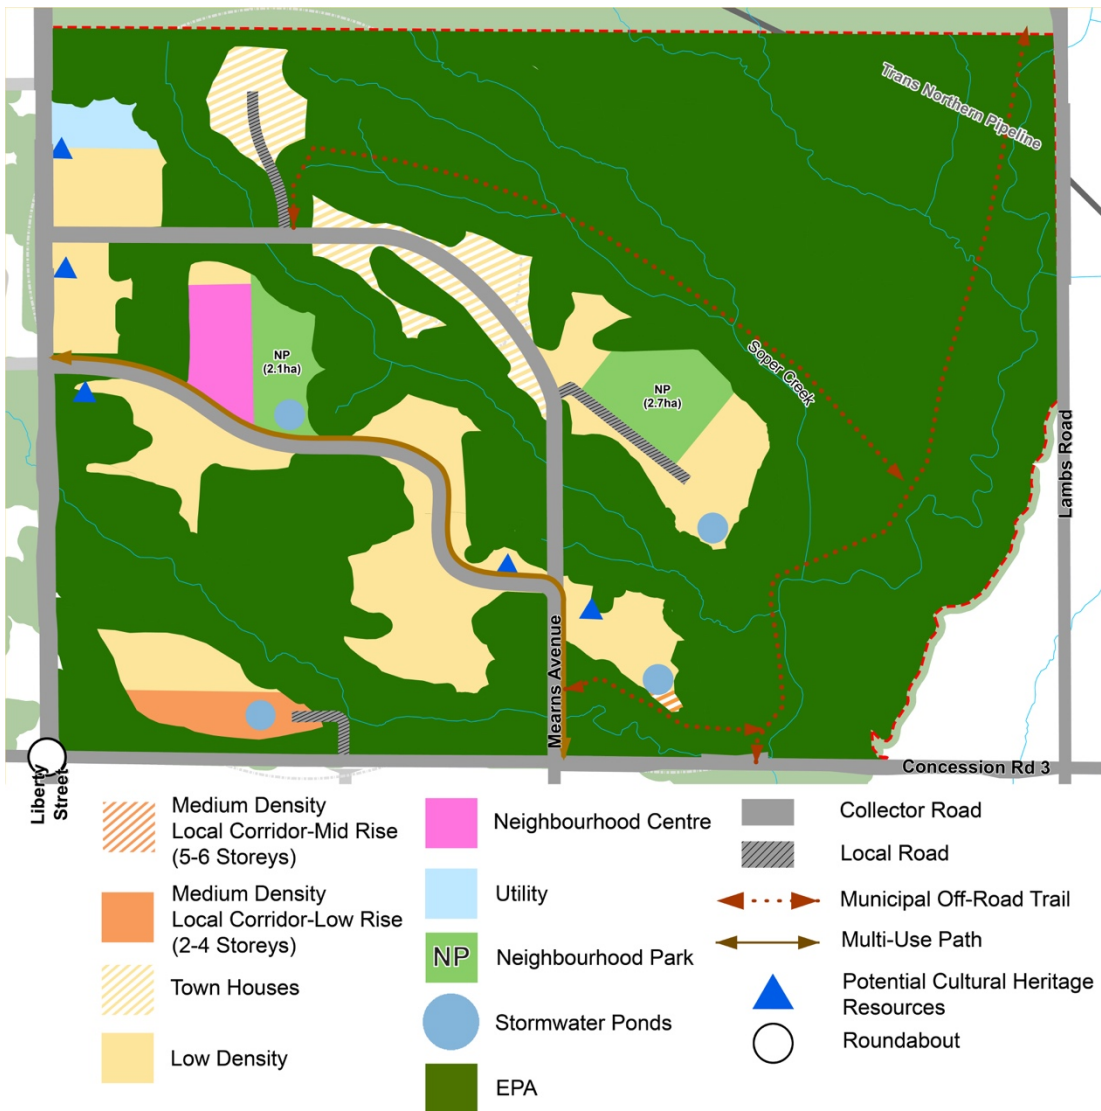 Trans Northern Pipeline
NP
(2.1ha)
NP
(2.7ha)
Soper Creek
Lambs Road
Mearns Avenue
Concession Rd 3
Liberty
Street
Medium Density
Local Corridor-Mid Rise
(5-6 Storeys)
Medium Density
Local Corridor-Low Rise
(2-4 Storeys)
Town Houses
Low Density
Neighbourhood Centre
Utility
NP
Neighbourhood Park
Stormwater Ponds
EPA
Collector Road
Local Road
Municipal Off-Road Trail
Multi-Use Path
Potential Cultural Heritage
Resources
Roundabout